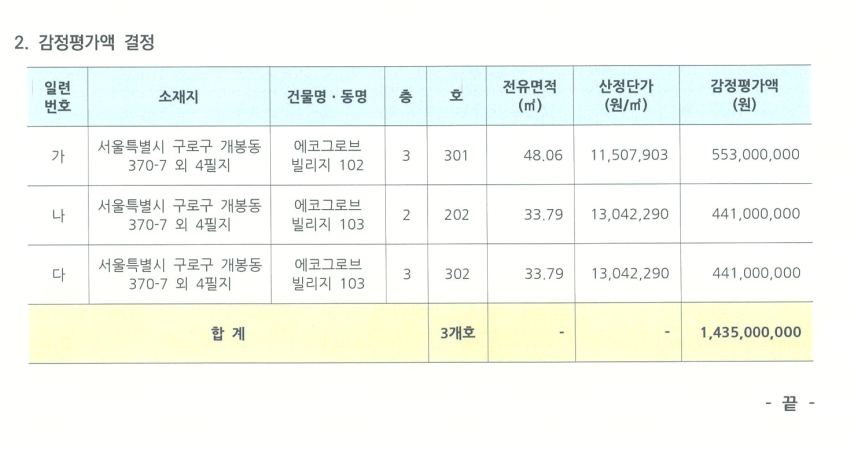 2. 감정평가액 결정
일련
번호
소재지
건물명·동명
층
호
전유면적
(㎡)
산정단가
(원/㎡)
감정평가액
(원)
가
서울특별시 구로구 개봉동
370-7 외 4필지
에코그로브
빌리지 102
3
301
48.06
11,507,903
553,000,000
나
서울특별시 구로구 개봉동
370-7 외 4필지
에코그로브
빌리지 103
2
202
33.79
13,042,290
441,000,000
다
서울특별시 구로구 개봉동
370-7 외 4필지
에코그로브
빌리지 103
3
302
33.79
13,042,290
441,000,000
합 계
3개호
-
-
1,435,000,000
- 끝 -